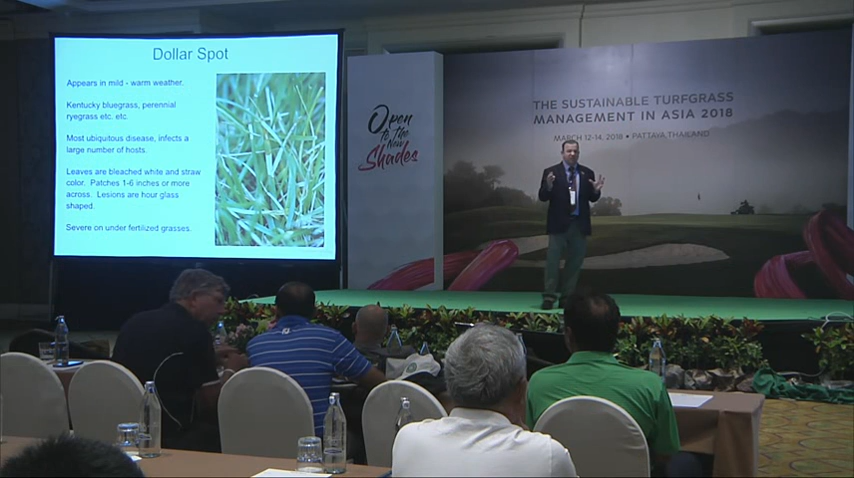 Dollar Spot
Appears in mild - warm weather.
Kentucky bluegrass, perennial
ryegrass etc. etc.
Most ubiquitous disease, infects a
large number of hosts.
Leaves are bleached white and straw
color. Patches 1-6 inches or more
across. Lesions are hour glass
shaped.
Severe on under fertilized grasses.
Open
to the
New
Shades
THE SUSTAINABLE TURFGRASS
MANAGEMENT IN ASIA 2018
MARCH 12-14, 2018 • PATTAYA, THAILAND